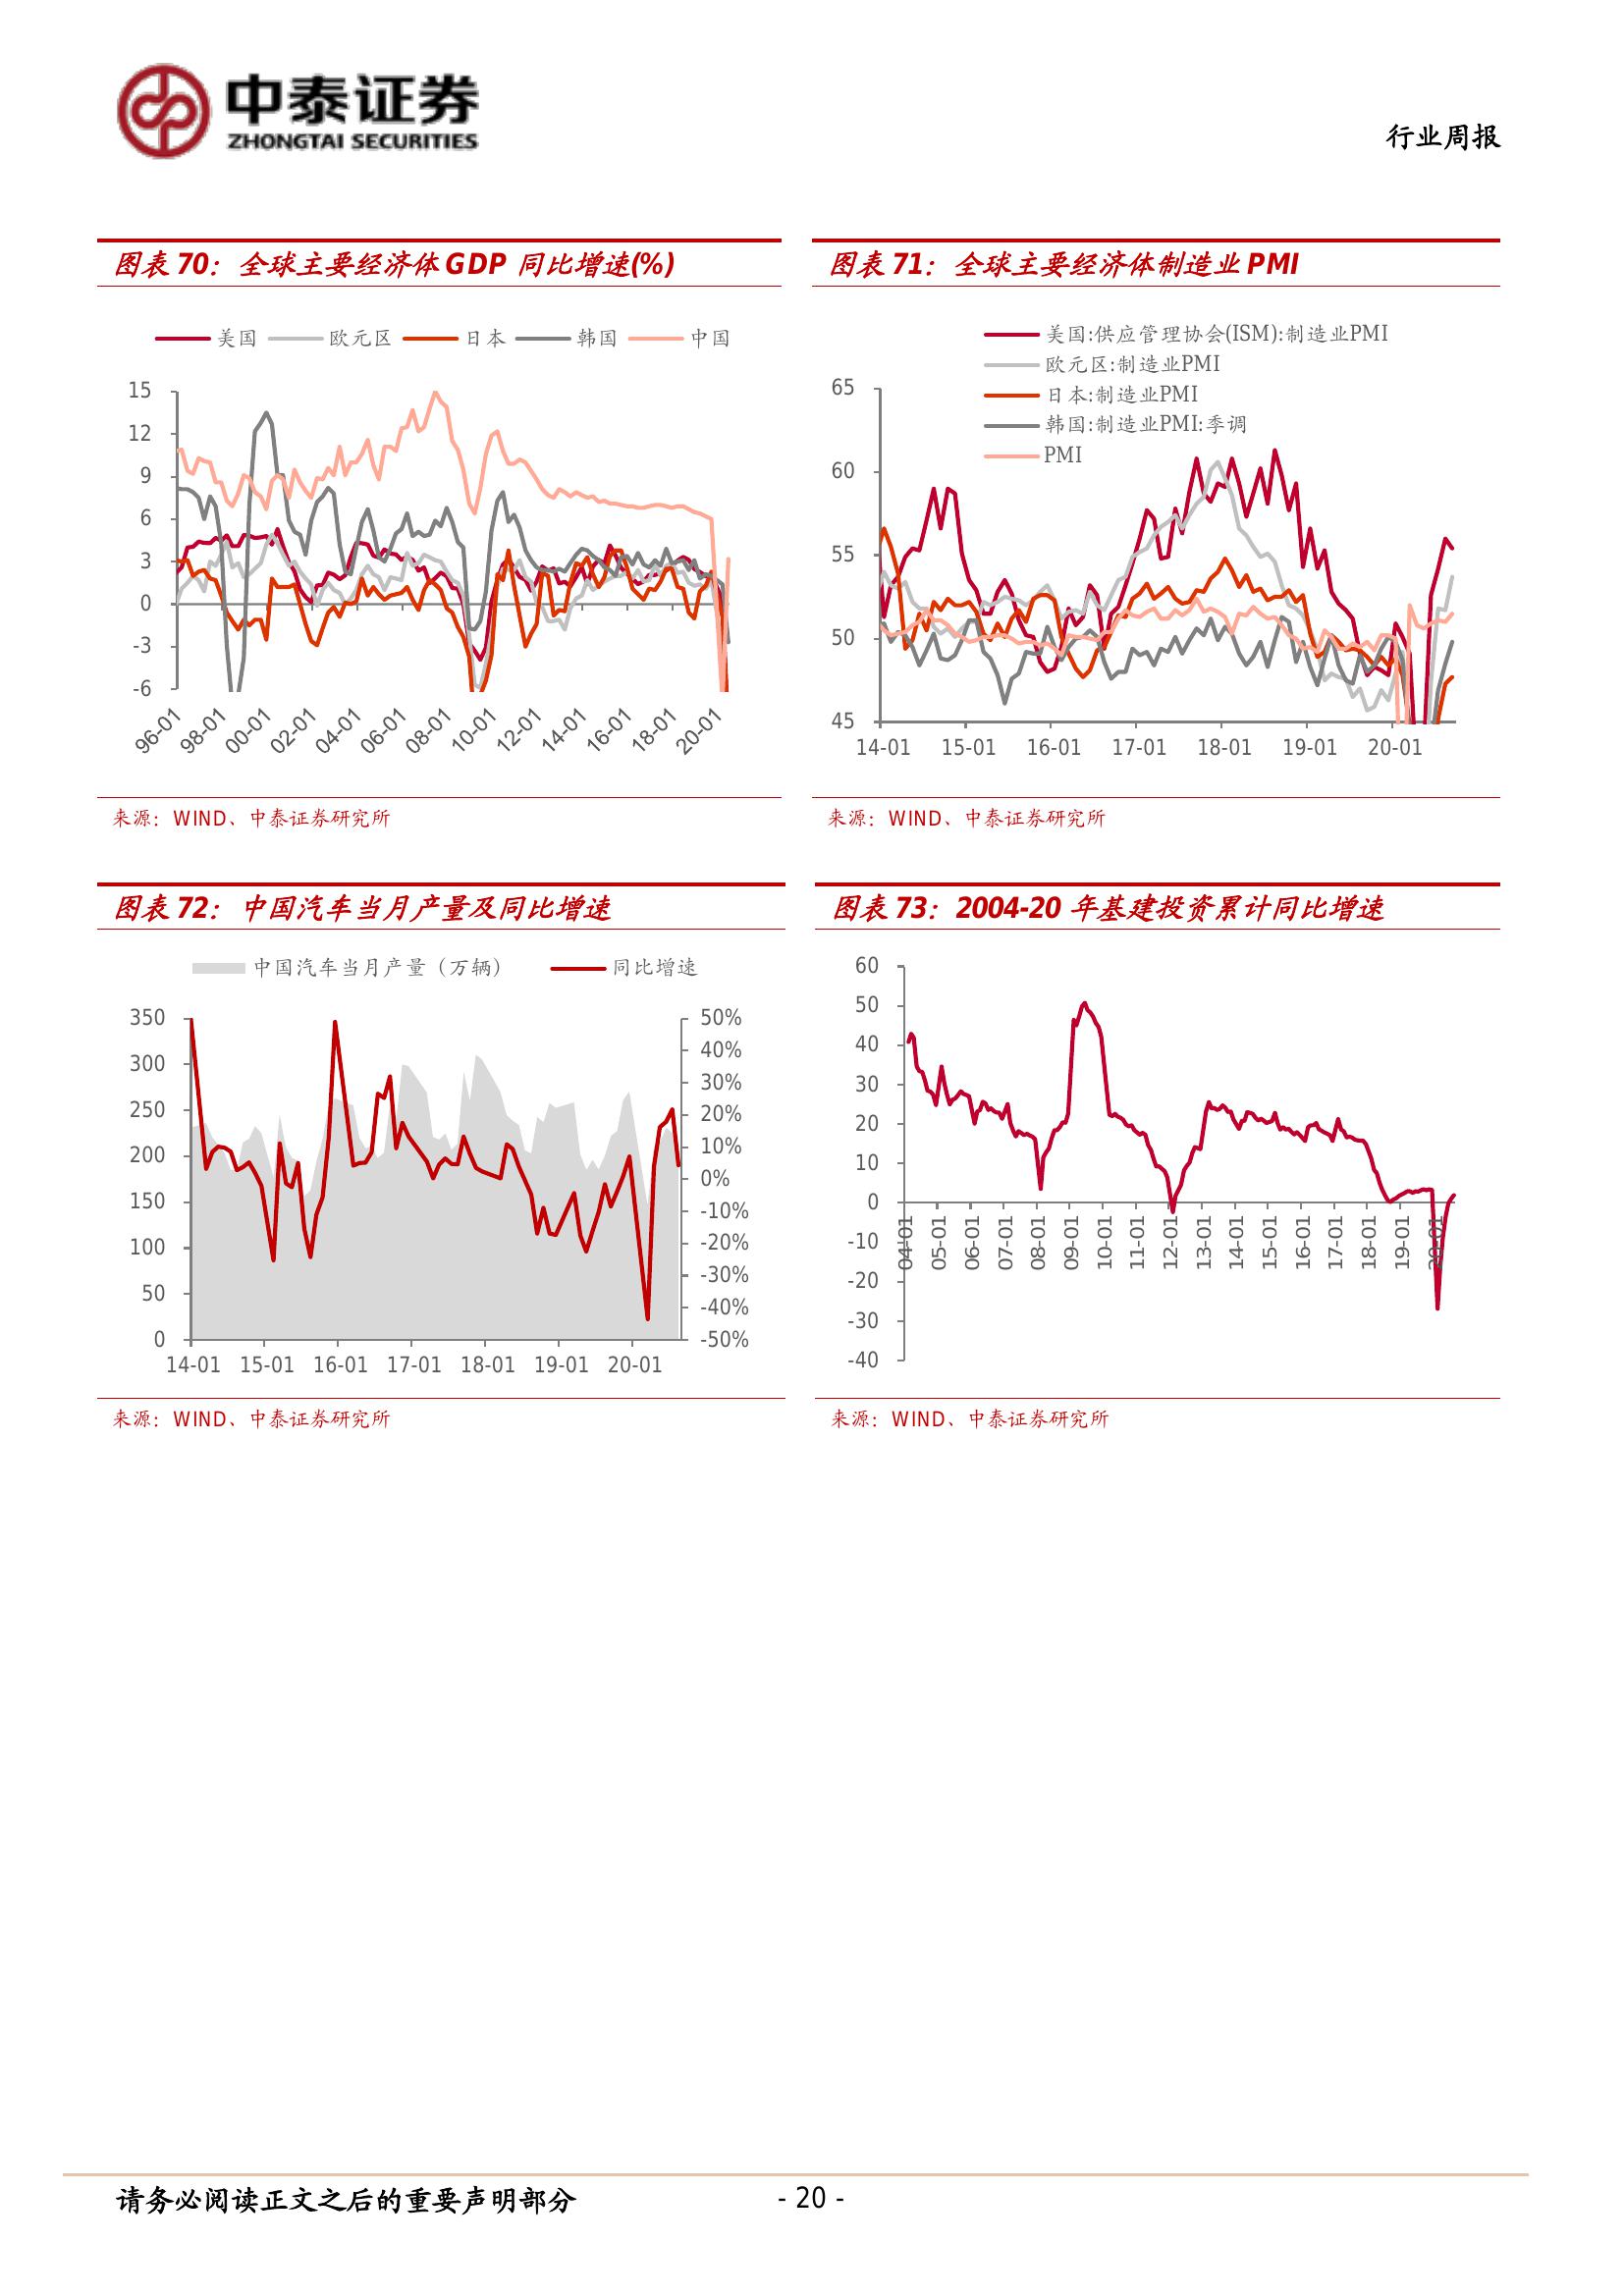 中泰证券
ZHONGTAI SECURITIES
行业周报
图表 70：全球主要经济体 GDP 同比增速(%)
美国 欧元区 日本 韩国 中国
15
12
9
6
3
0
-3
-6
96-01 98-01 00-01 02-01 04-01 06-01 08-01 10-01 12-01 14-01 16-01 18-01 20-01
来源：WIND、中泰证券研究所
图表 71：全球主要经济体制造业 PMI
美国:供应管理协会(ISM):制造业PMI
欧元区:制造业PMI
日本:制造业PMI
韩国:制造业PMI:季调
PMI
65
60
55
50
45
14-01 15-01 16-01 17-01 18-01 19-01 20-01
来源：WIND、中泰证券研究所
图表 72：中国汽车当月产量及同比增速
中国汽车当月产量（万辆） 同比增速
350
300
250
200
150
100
50
0
50%
40%
30%
20%
10%
0%
-10%
-20%
-30%
-40%
-50%
14-01 15-01 16-01 17-01 18-01 19-01 20-01
来源：WIND、中泰证券研究所
图表 73：2004-20 年基建投资累计同比增速
60
50
40
30
20
10
0
-10
-20
-30
-40
04-01 05-01 06-01 07-01 08-01 09-01 10-01 11-01 12-01 13-01 14-01 15-01 16-01 17-01 18-01 19-01 20-01
来源：WIND、中泰证券研究所
请务必阅读正文之后的重要声明部分
- 20 -